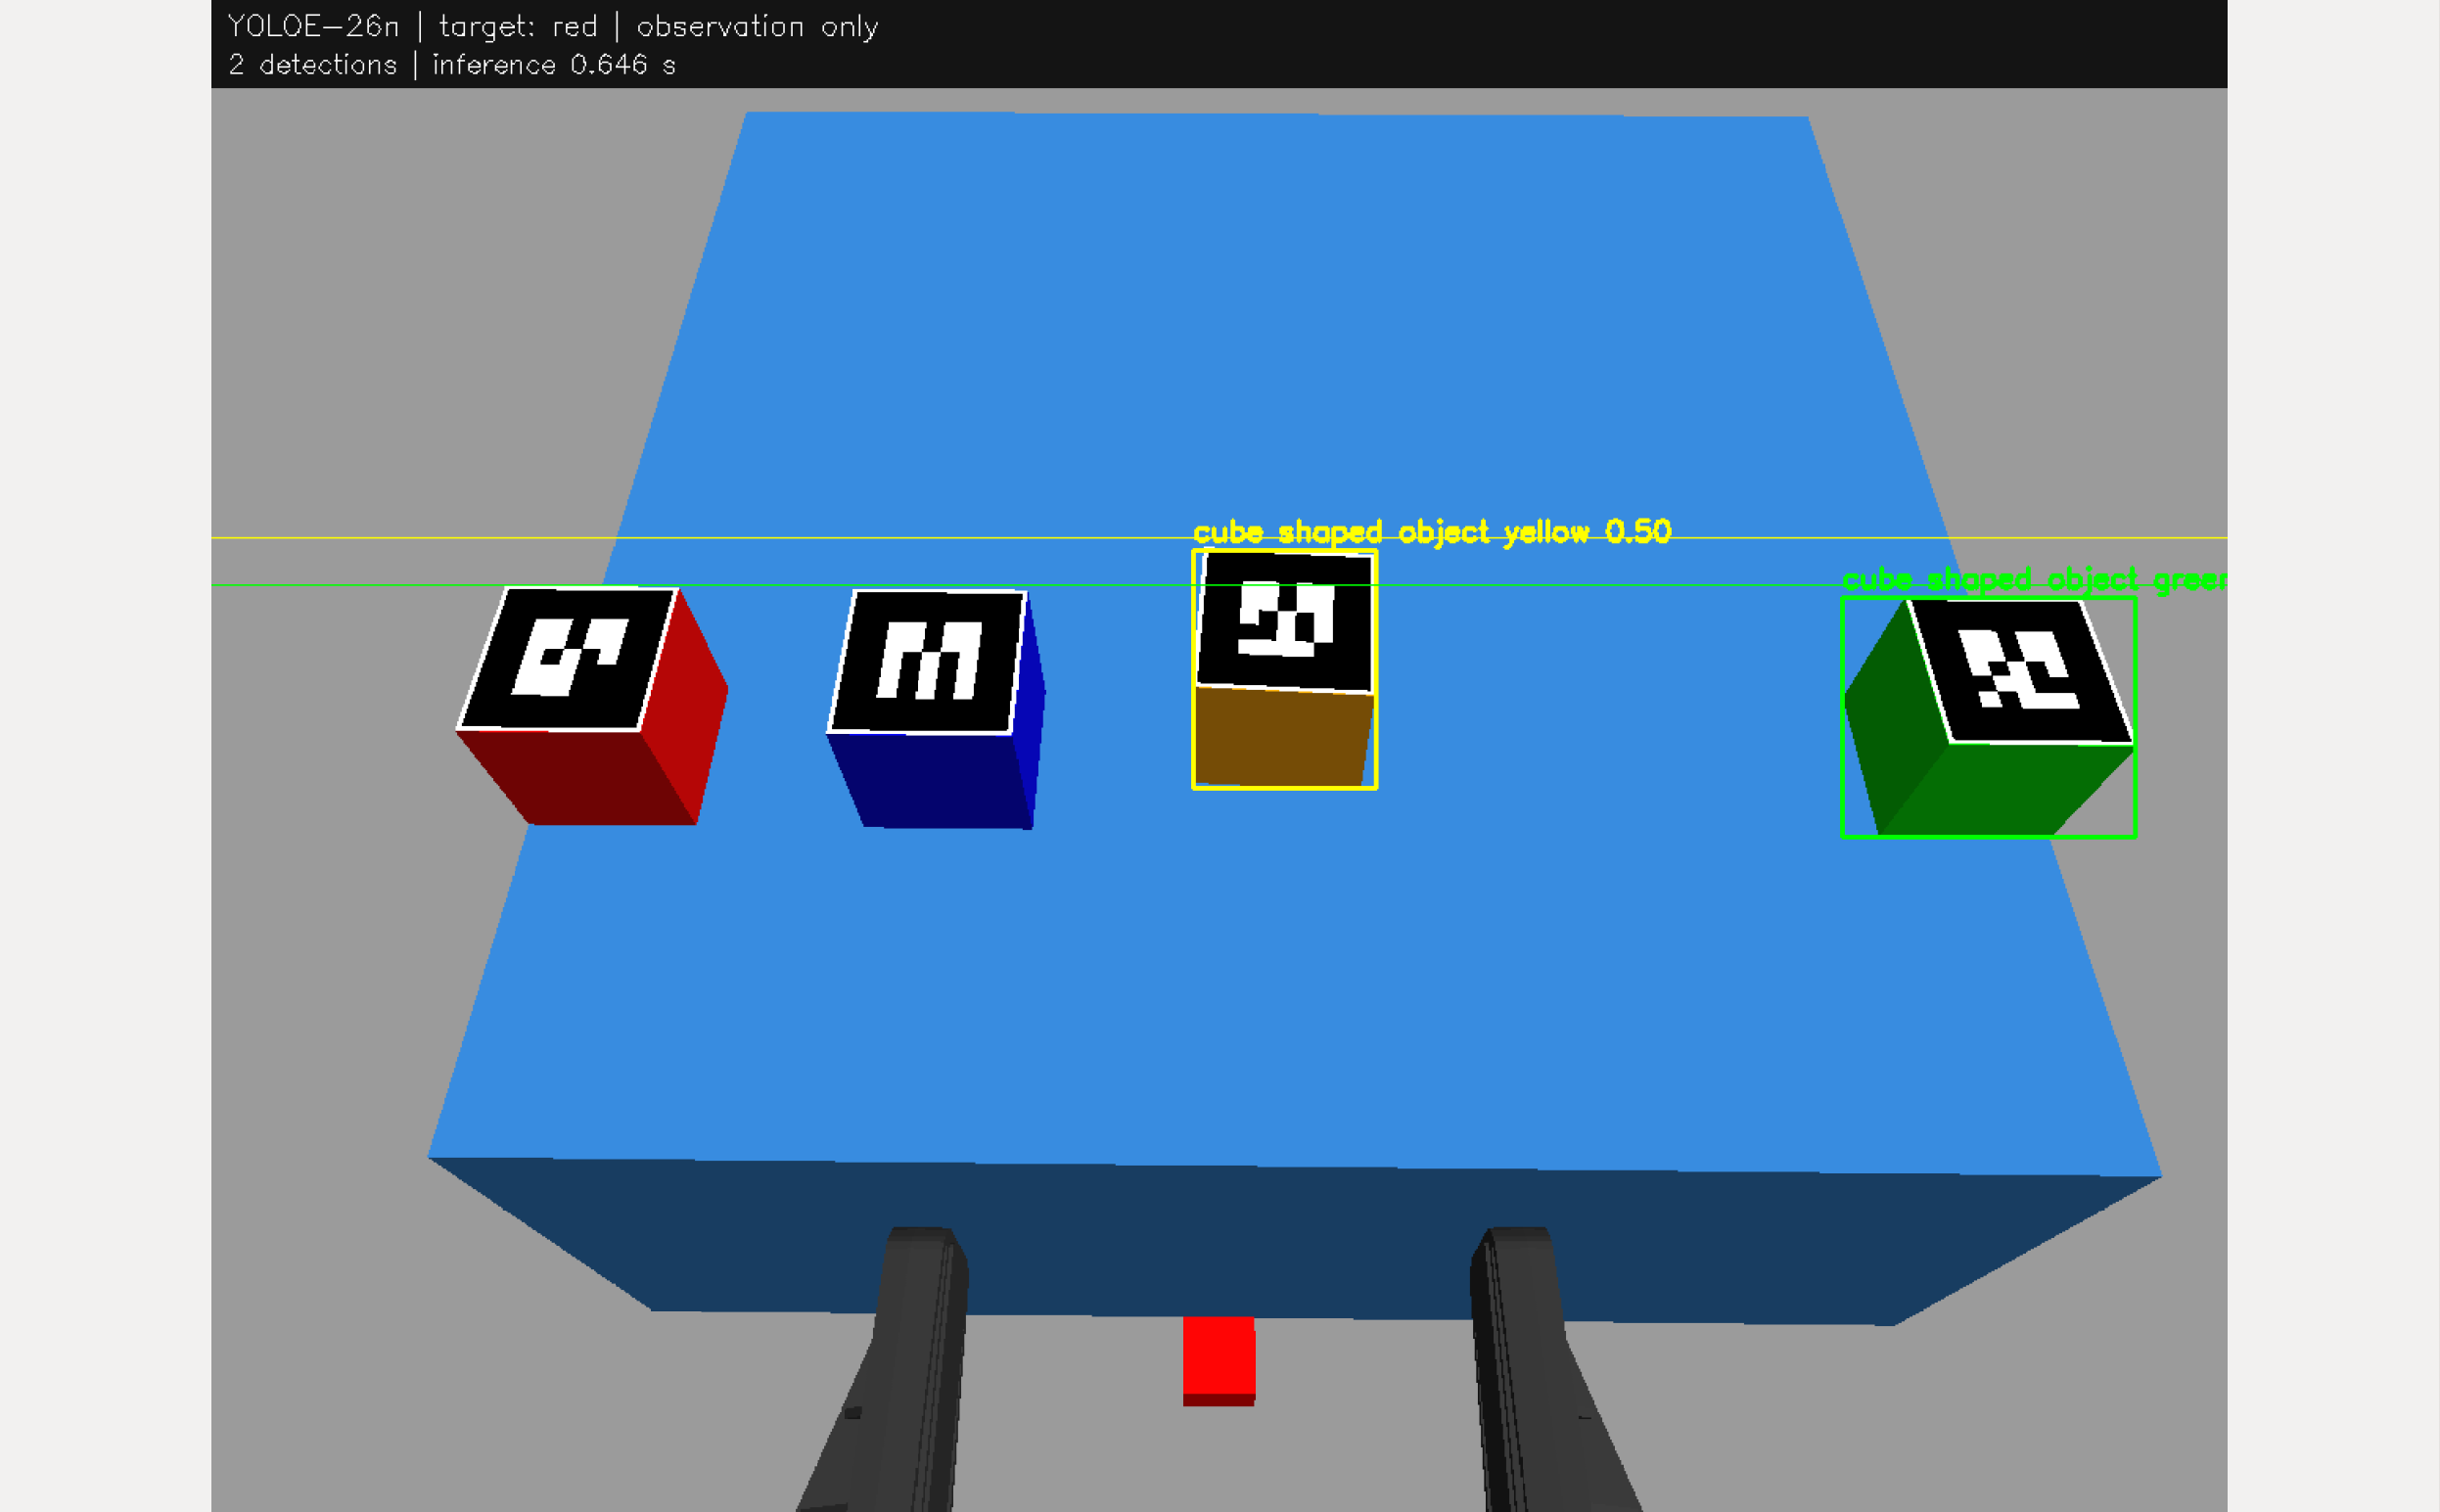 YOLOE-26n | target: red | observation only
2 detections | inference 0.646 s
cube shaped object yellow 0.50
cube shaped object green